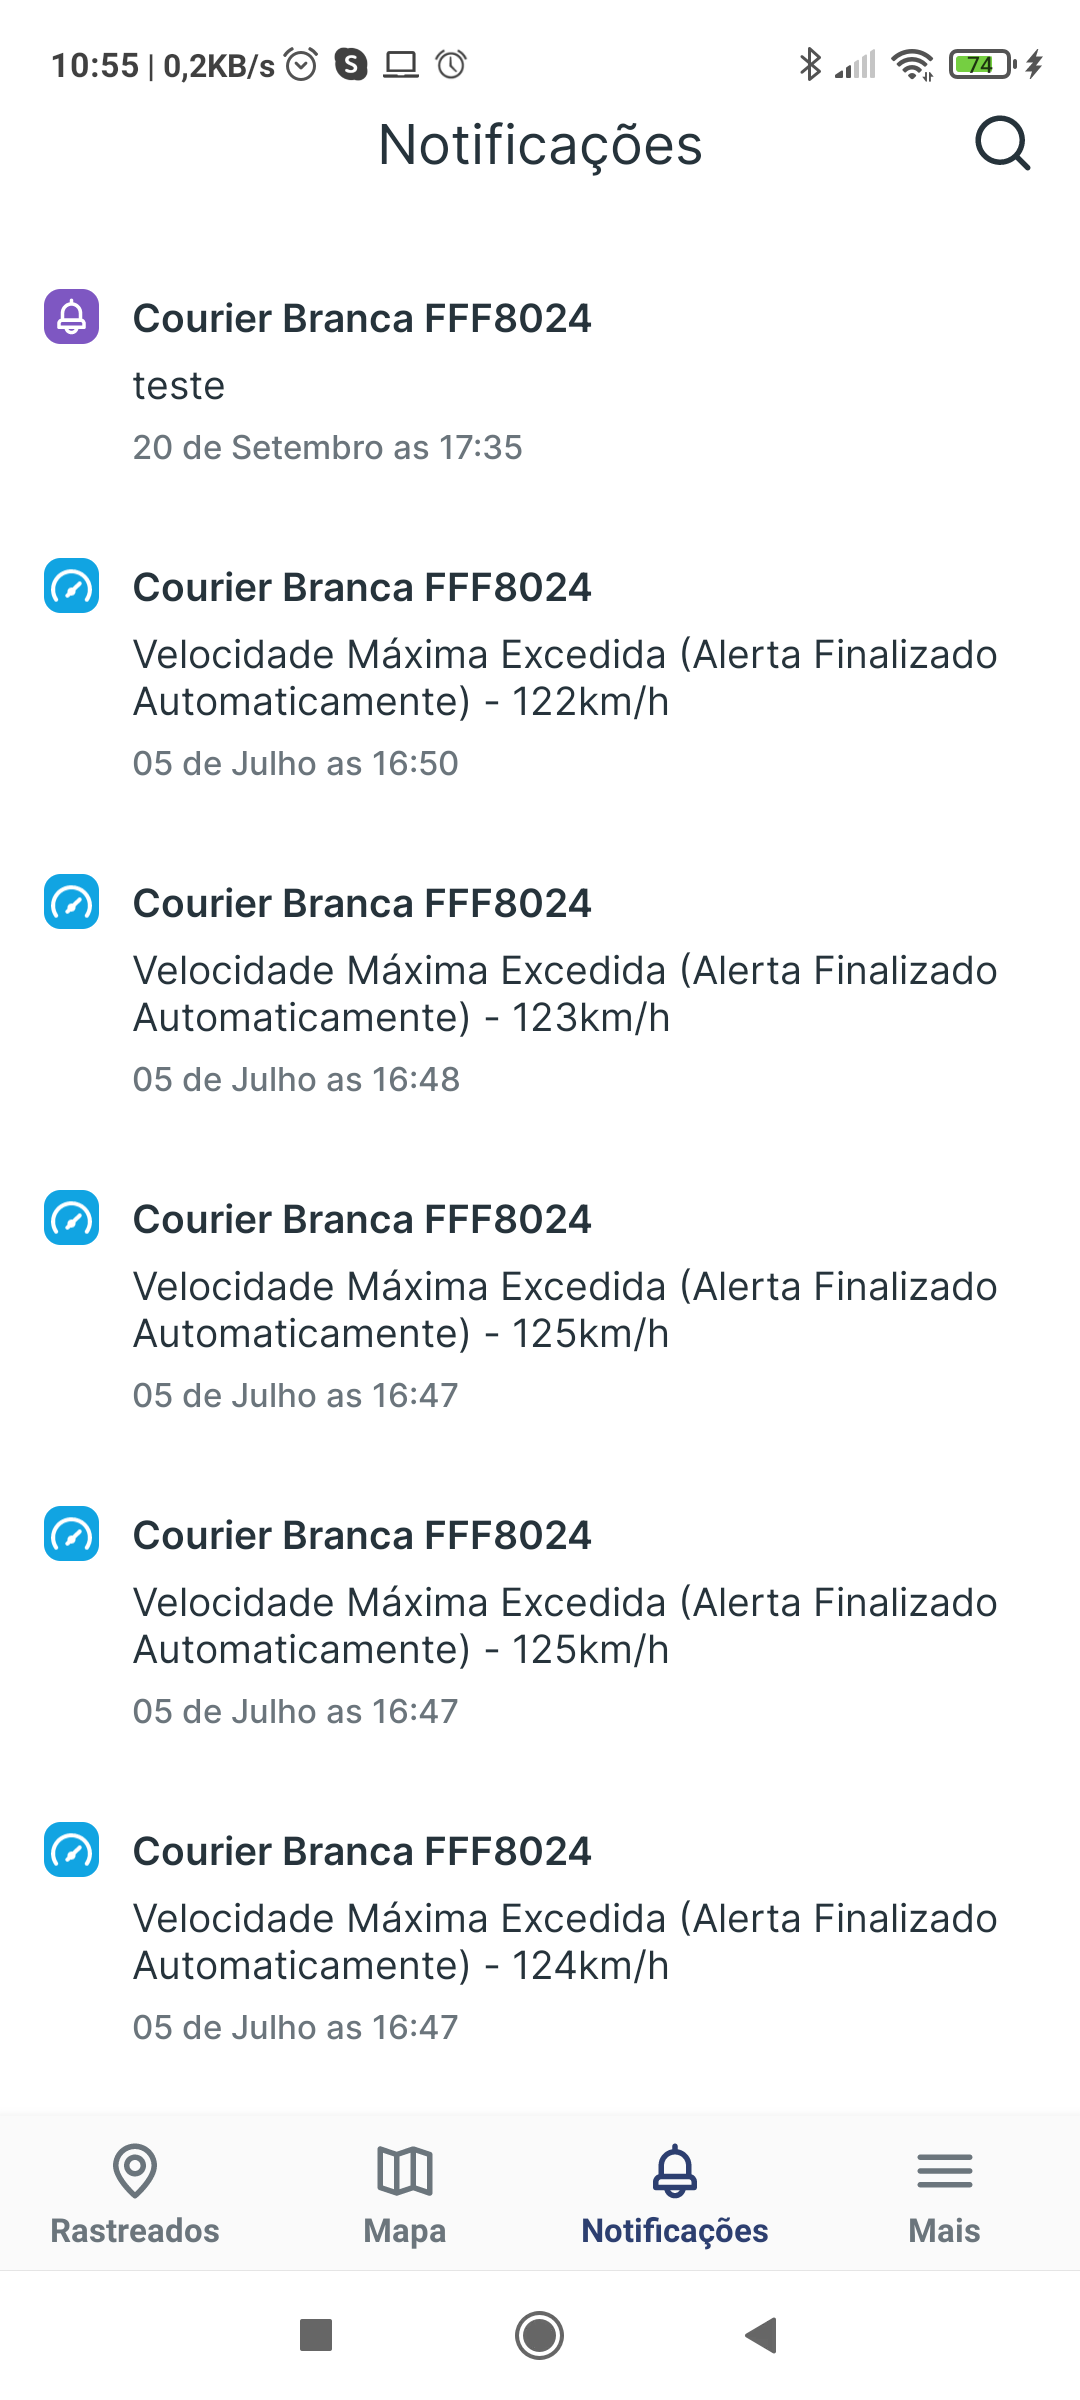 10:55 | 0,2KB/s
74
Notificações
Courier Branca FFF8024
teste
20 de Setembro as 17:35
Courier Branca FFF8024
Velocidade Máxima Excedida (Alerta Finalizado
Automaticamente) - 122km/h
05 de Julho as 16:50
Courier Branca FFF8024
Velocidade Máxima Excedida (Alerta Finalizado
Automaticamente) - 123km/h
05 de Julho as 16:48
Courier Branca FFF8024
Velocidade Máxima Excedida (Alerta Finalizado
Automaticamente) - 125km/h
05 de Julho as 16:47
Courier Branca FFF8024
Velocidade Máxima Excedida (Alerta Finalizado
Automaticamente) - 125km/h
05 de Julho as 16:47
Courier Branca FFF8024
Velocidade Máxima Excedida (Alerta Finalizado
Automaticamente) - 124km/h
05 de Julho as 16:47
Rastreados
Mapa
Notificações
Mais